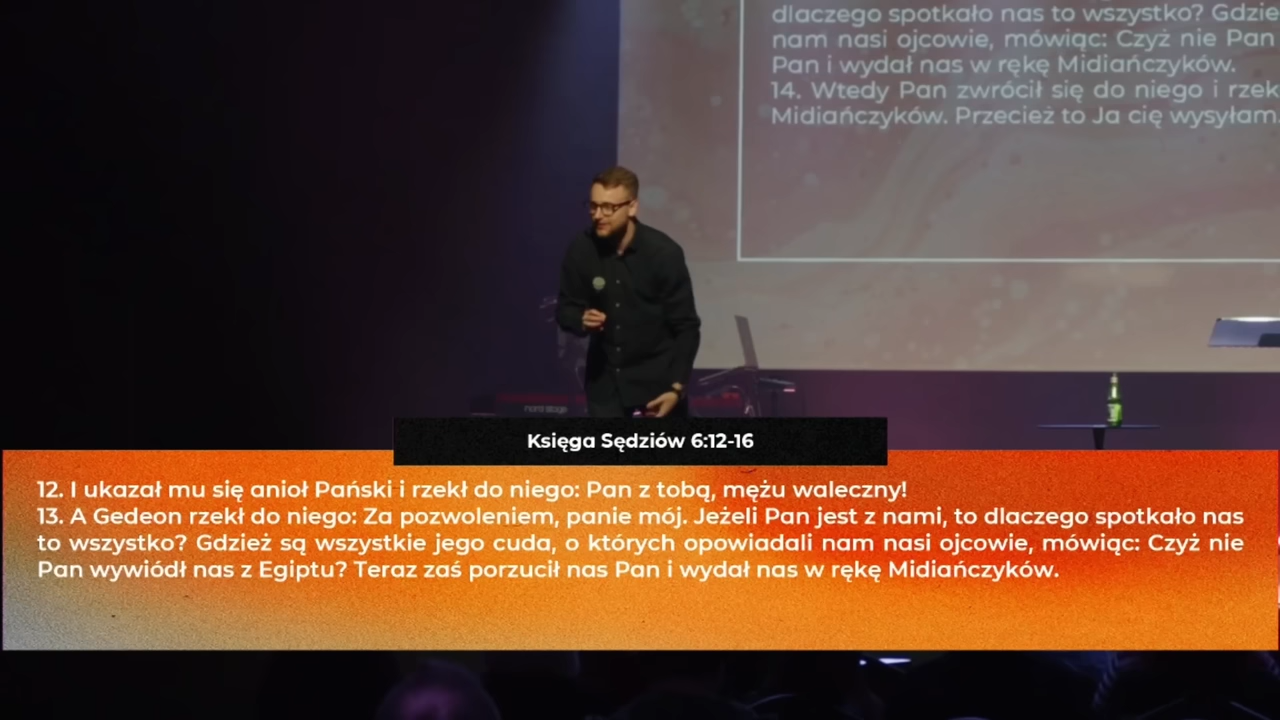 dlaczego spotkało nas to wszystko? Gdzie
nam nasi ojcowie, mówiąc: Czyż nie Pan
Pan i wydał nas w rękę Midiańczyków.
14. Wtedy Pan zwrócił się do niego i rzek
Midiańczyków. Przecież to Ja cię wysyłam.
nord stage
Księga Sędziów 6:12-16
12. I ukazał mu się anioł Pański i rzekł do niego: Pan z tobą, mężu waleczny!
13. A Gedeon rzekł do niego: Za pozwoleniem, panie mój. Jeżeli Pan jest z nami, to dlaczego spotkało nas
to wszystko? Gdzież są wszystkie jego cuda, o których opowiadali nam nasi ojcowie, mówiąc: Czyż nie
Pan wywiódł nas z Egiptu? Teraz zaś porzucił nas Pan i wydał nas w rękę Midiańczyków.